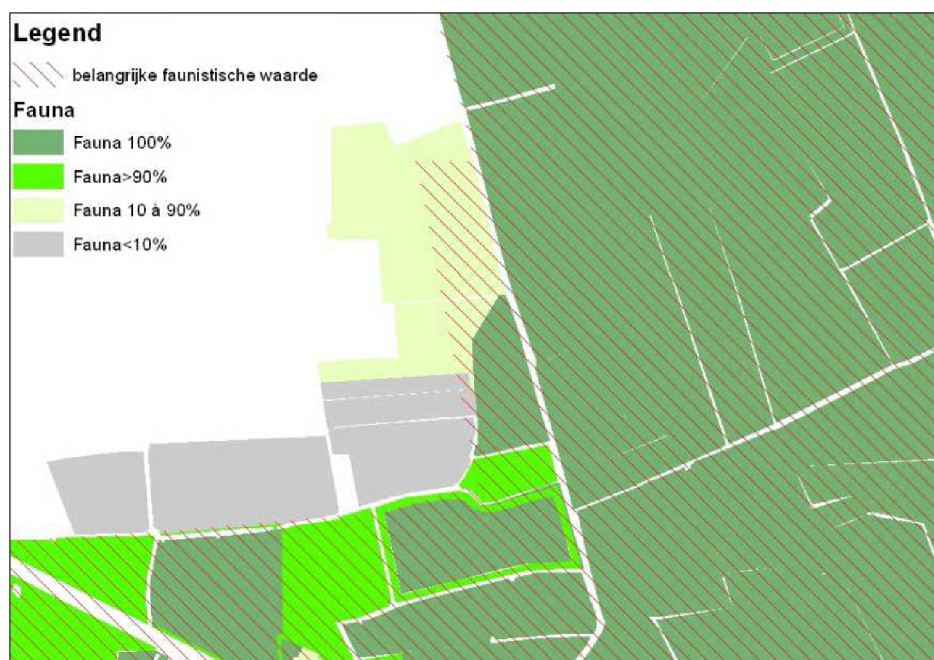 Legend
belangrijke faunistische waarde
Fauna
Fauna 100%
Fauna>90%
Fauna 10 à 90%
Fauna<10%